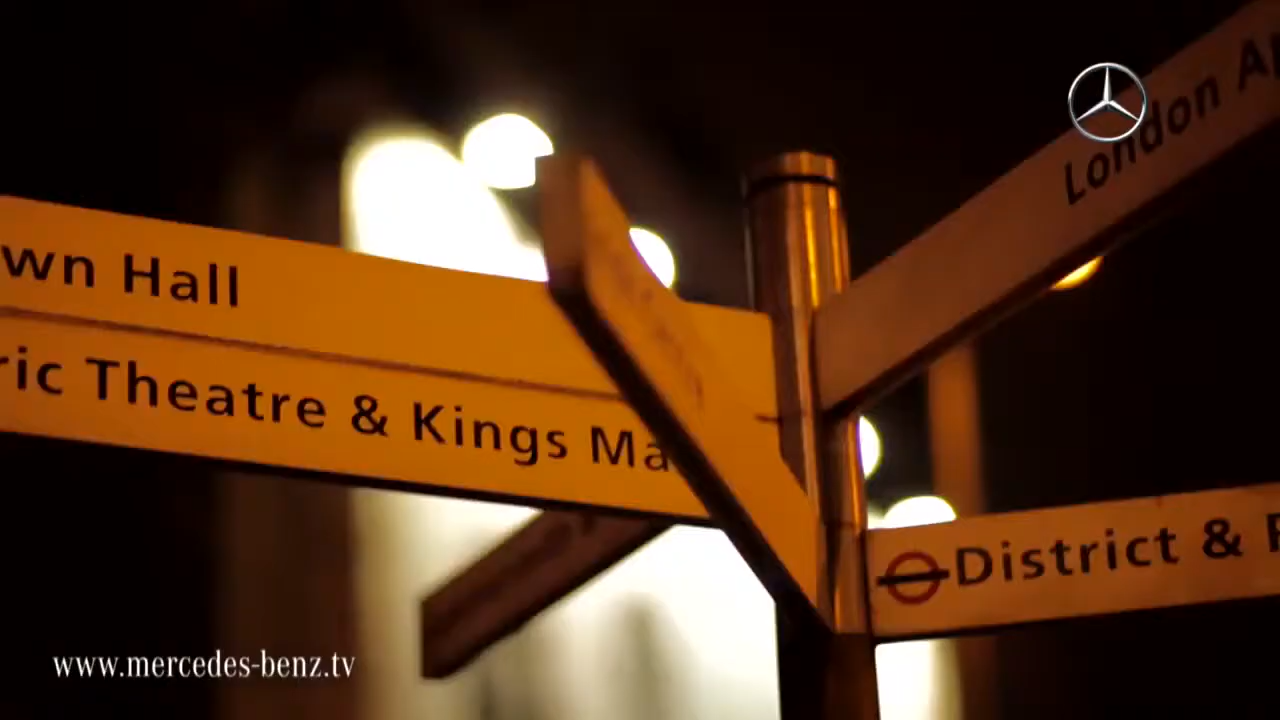 wn Hall
ric Theatre & Kings Ma
London A
District &
www.mercedes-benz.tv